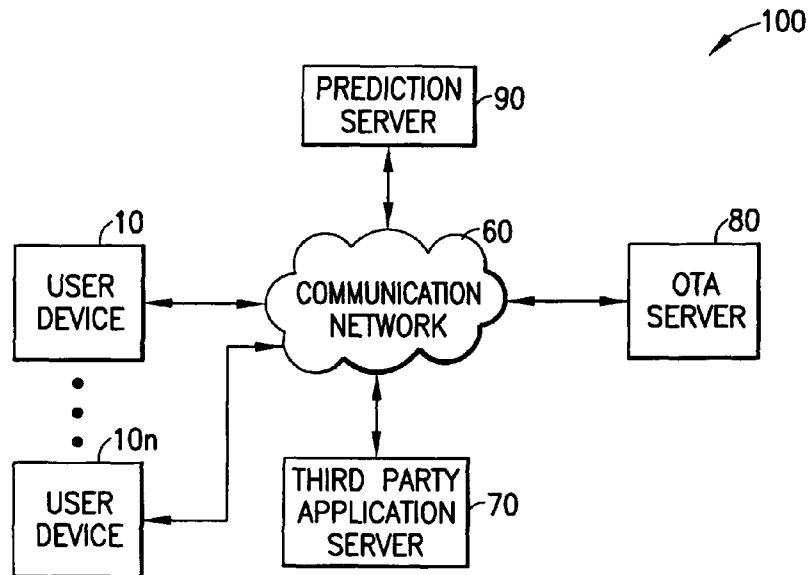 100
PREDICTION
SERVER
90
10
USER
DEVICE
60
COMMUNICATION
NETWORK
80
OTA
SERVER
10n
USER
DEVICE
THIRD PARTY
APPLICATION
SERVER
70